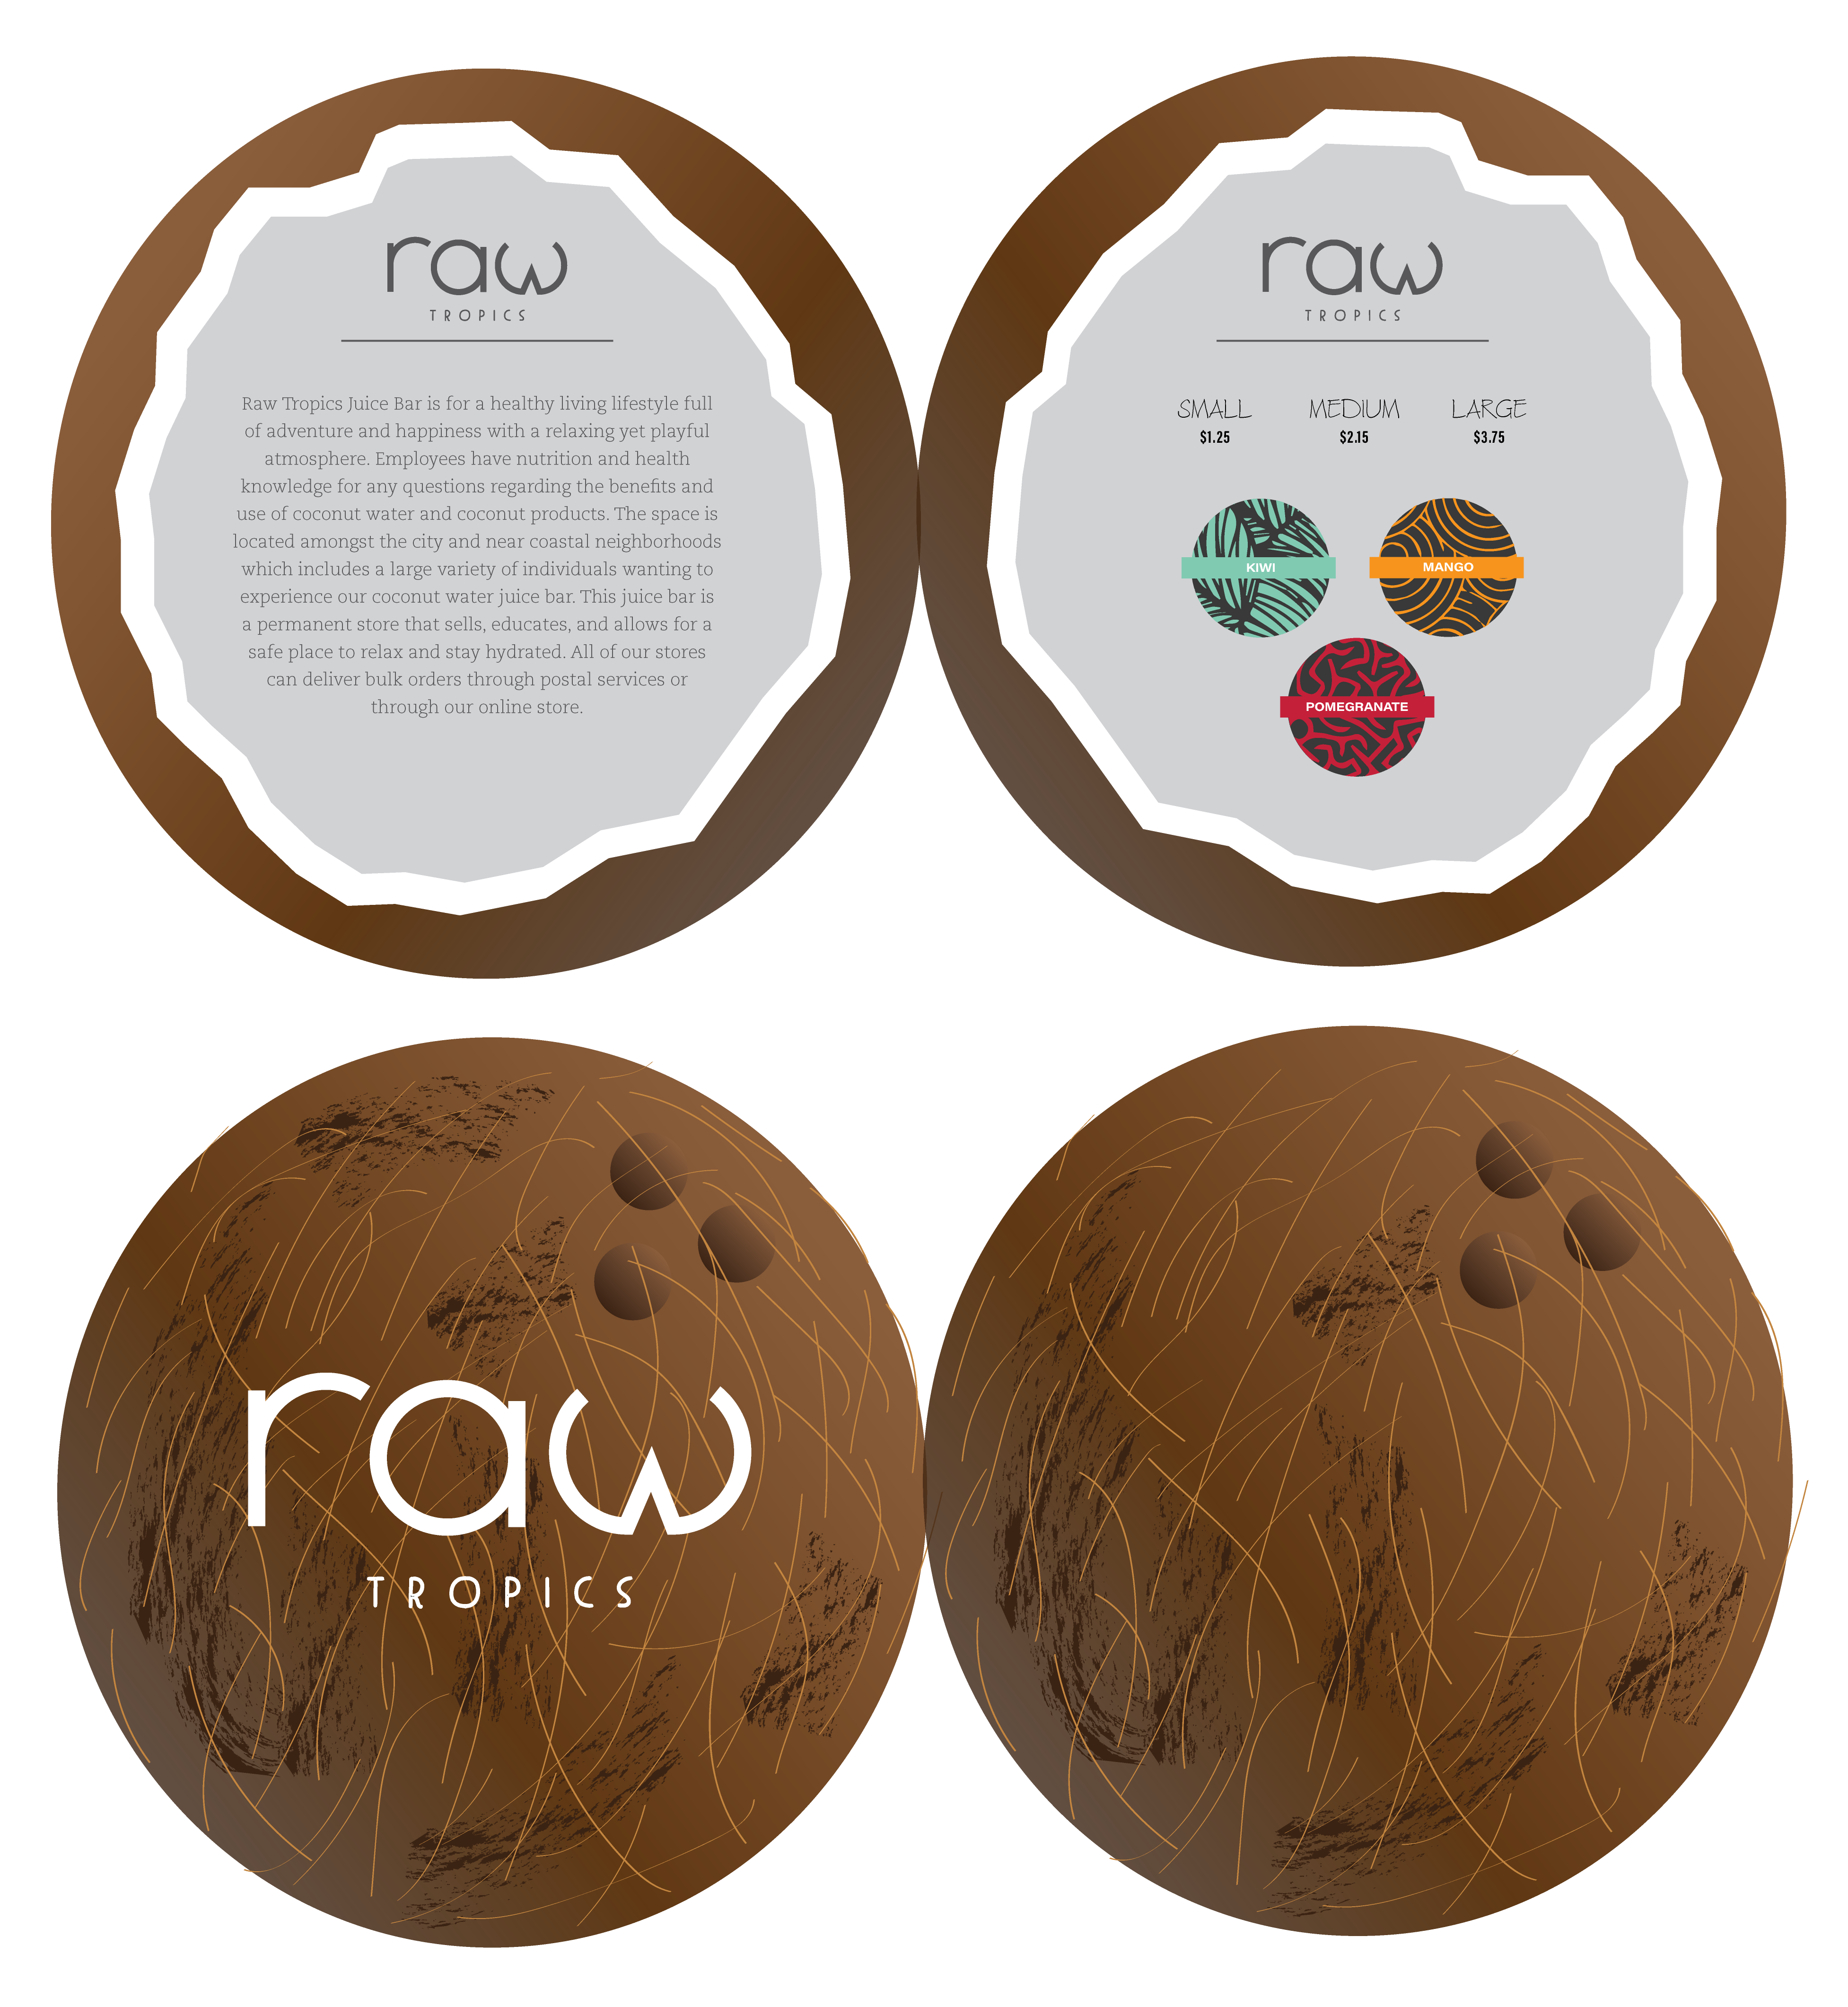 raw
TROPICS
Raw Tropics Juice Bar is for a healthy living lifestyle full
of adventure and happiness with a relaxing yet playful
atmosphere. Employees have nutrition and health
knowledge for any questions regarding the benefits and
use of coconut water and coconut products. The space is
located amongst the city and near coastal neighborhoods
which includes a large variety of individuals wanting to
experience our coconut water juice bar. This juice bar is
a permanent store that sells, educates, and allows for a
safe place to relax and stay hydrated. All of our stores
can deliver bulk orders through postal services or
through our online store.
raw
TROPICS
SMALL MEDIUM LARGE
$1.25 $2.15 $3.75
KIWI MANGO
POMEGRANATE
raw
TROPICS